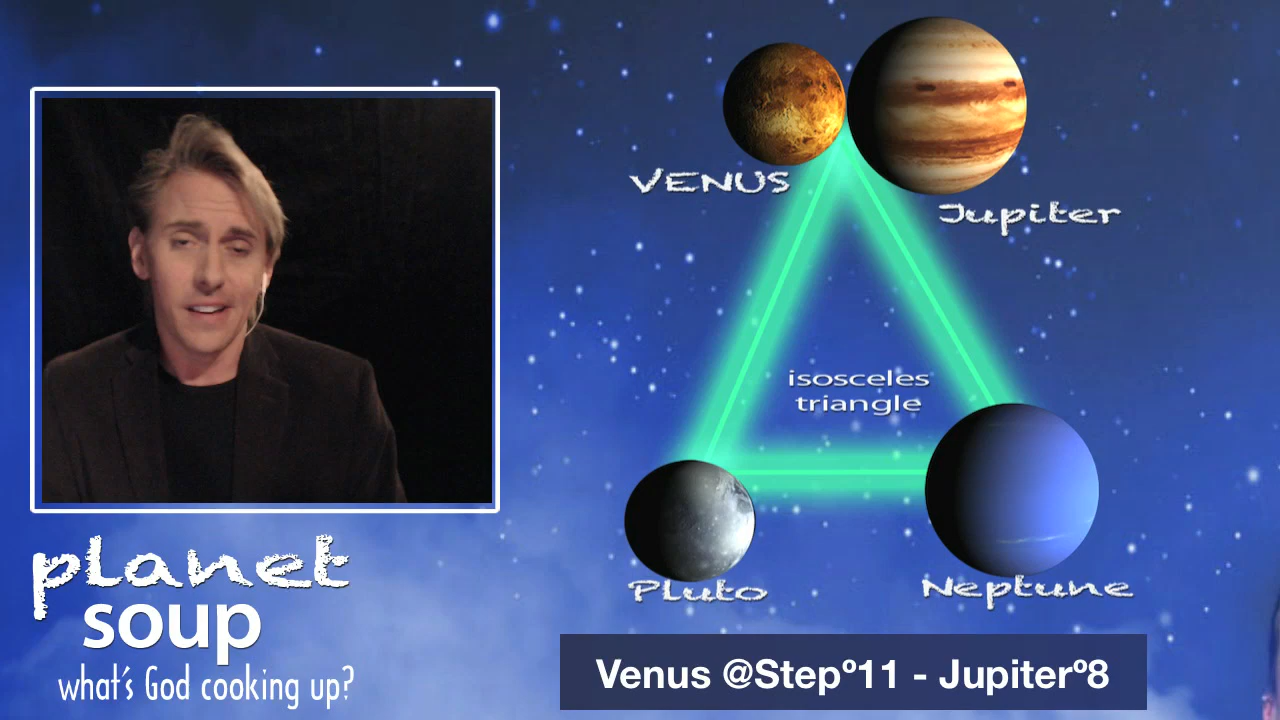 VENUS
Jupiter
isosceles
triangle
Pluto
Neptune
planet
soup
what's God cooking up?
Venus @Stepº11 - Jupiterº8